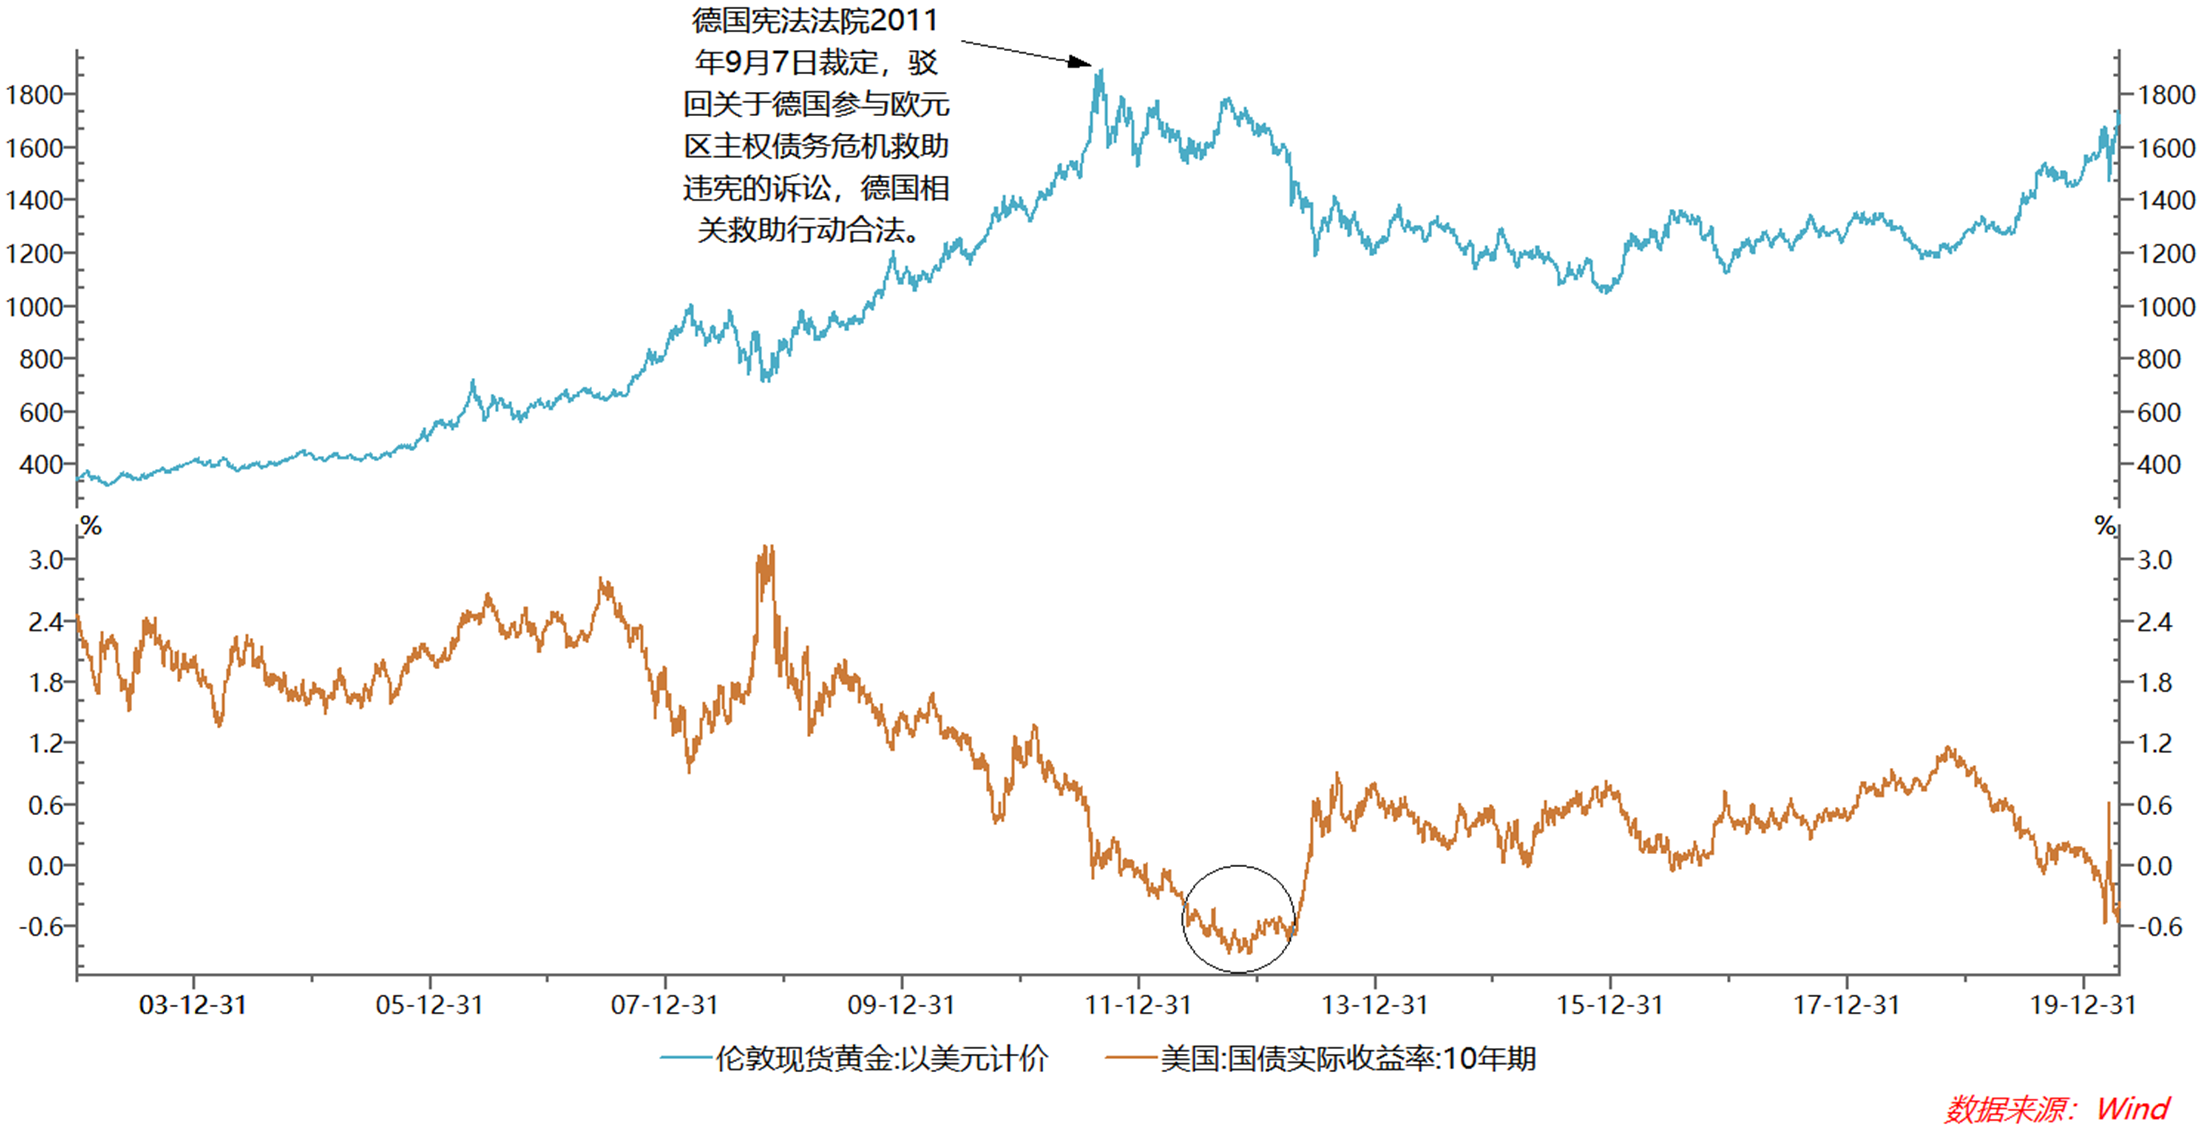 德国宪法法院2011
年9月7日裁定，驳
回关于德国参与欧元
区主权债务危机救助
违宪的诉讼，德国相
关救助行动合法。
1800 1800
1600 1600
1400 1400
1200 1200
1000 1000
800 800
600 600
400 400
% %
3.0 3.0
2.4 2.4
1.8 1.8
1.2 1.2
0.6 0.6
0.0 0.0
-0.6 -0.6
03-12-31 05-12-31 07-12-31 09-12-31 11-12-31 13-12-31 15-12-31 17-12-31 19-12-31
伦敦现货黄金:以美元计价 美国:国债实际收益率:10年期
数据来源：Wind